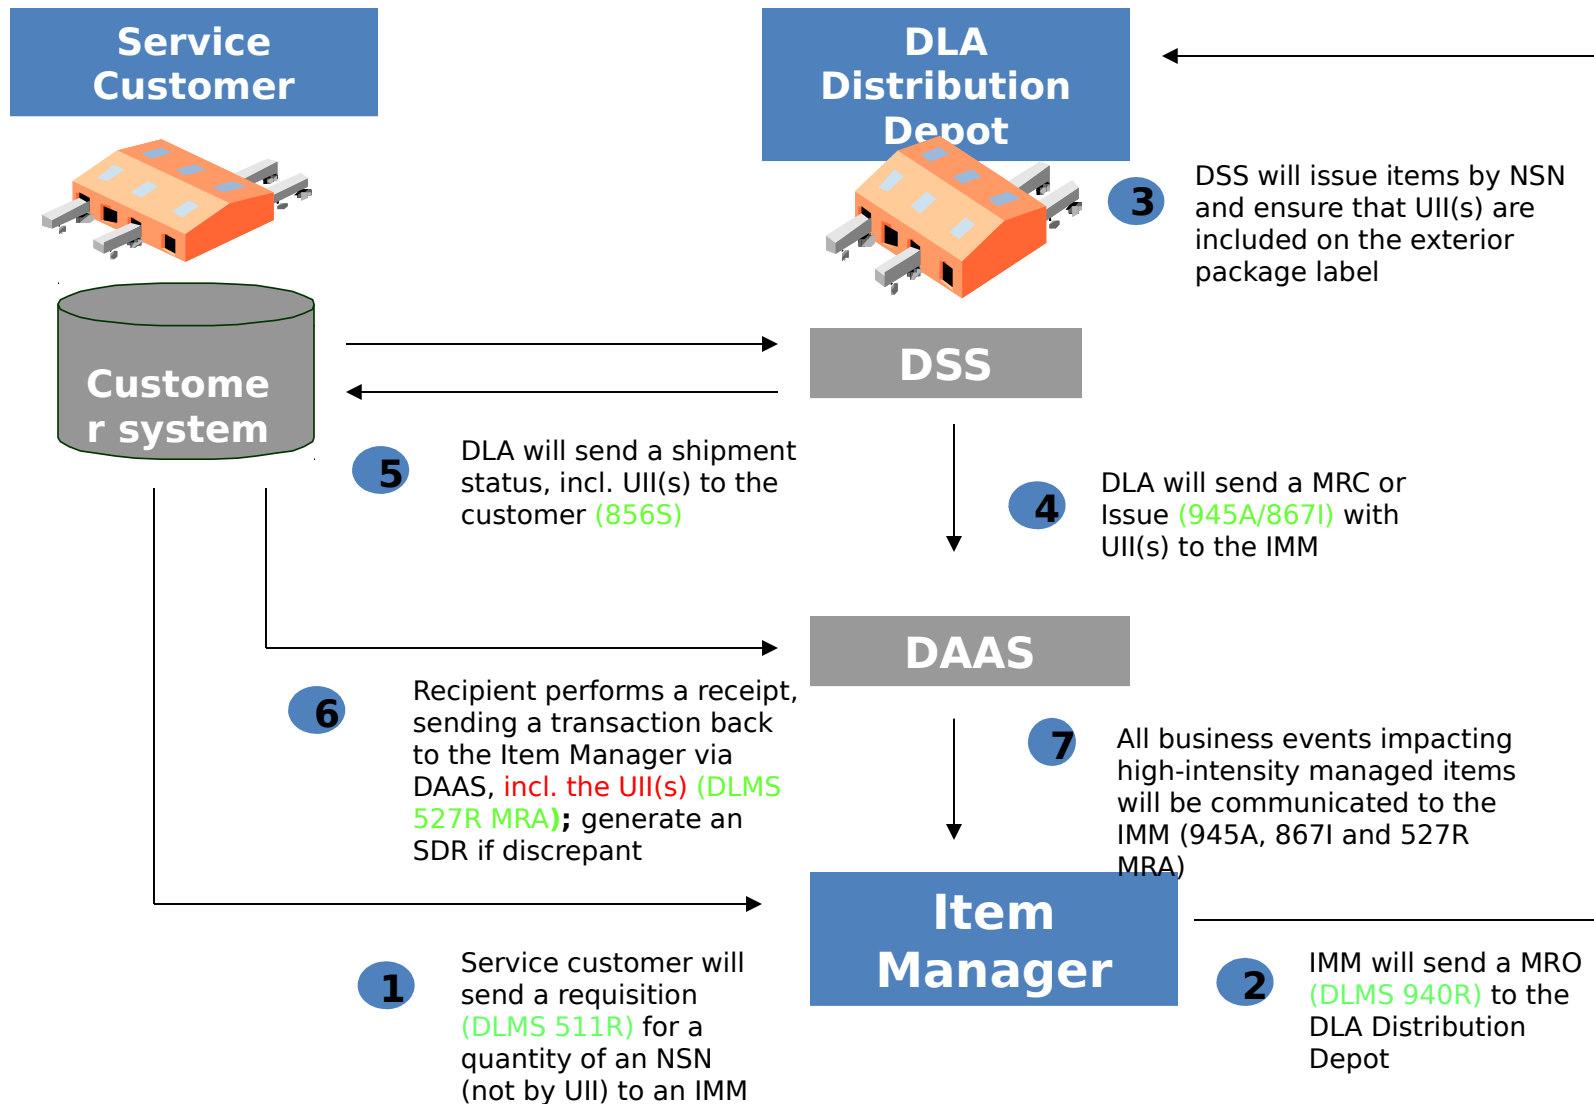 Service
Customer
DLA
Distribution
Depot
3
DSS will issue items by NSN
and ensure that UII(s) are
included on the exterior
package label
Custome
r system
DSS
5
DLA will send a shipment
status, incl. UII(s) to the
customer (856S)
4
DLA will send a MRC or
Issue (945A/867I) with
UII(s) to the IMM
DAAS
6
Recipient performs a receipt,
sending a transaction back
to the Item Manager via
DAAS, incl. the UII(s) (DLMS
527R MRA); generate an
SDR if discrepant
7
All business events impacting
high-intensity managed items
will be communicated to the
IMM (945A, 867I and 527R
MRA)
Item
Manager
1
Service customer will
send a requisition
(DLMS 511R) for a
quantity of an NSN
(not by UII) to an IMM
2
IMM will send a MRO
(DLMS 940R) to the
DLA Distribution
Depot